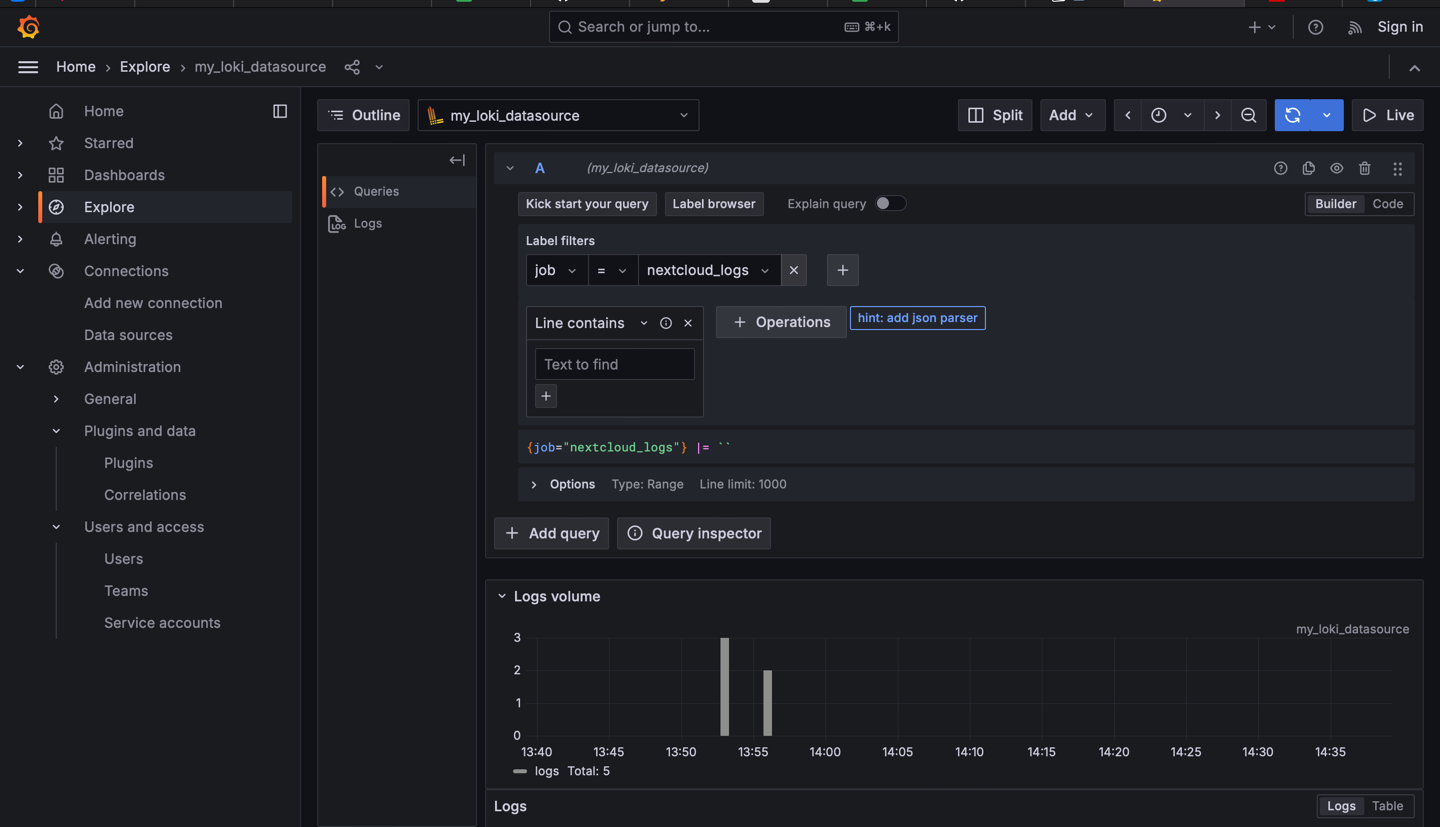 Search or jump to... ⌘+k
Sign in
Home › Explore › my_loki_datasource
Home
Starred
Dashboards
Explore
Alerting
Connections
Add new connection
Data sources
Administration
General
Plugins and data
Plugins
Correlations
Users and access
Users
Teams
Service accounts
Outline
my_loki_datasource
Split
Add
Live
Queries
Logs
A (my_loki_datasource)
Kick start your query Label browser Explain query Builder Code
Label filters
job = nextcloud_logs
Line contains
Operations
hint: add json parser
Text to find
{job="nextcloud_logs"} |= ``
Options Type: Range Line limit: 1000
Add query Query inspector
Logs volume
my_loki_datasource
3
2
1
0
13:40 13:45 13:50 13:55 14:00 14:05 14:10 14:15 14:20 14:25 14:30 14:35
logs Total: 5
Logs Logs Table